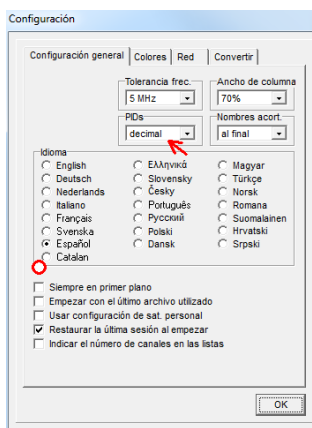 Configuración
Configuración general Colores Red Convertir
Tolerancia frec. Ancho de columna
5 MHz 70%
PIDs Nombres acort.
decimal al final
Idioma
English Ελληνικά Magyar
Deutsch Slovensky Türkçe
Nederlands Česky Norsk
Italiano Português Romana
Français Русский Suomalainen
Svenska Polski Hrvatski
Español Dansk Srpski
Catalan
Siempre en primer plano
Empezar con el último archivo utilizado
Usar configuración de sat. personal
Restaurar la última sesión al empezar
Indicar el número de canales en las listas
OK